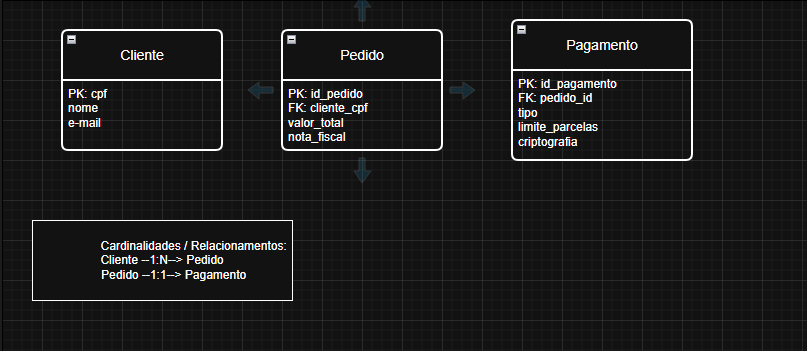 Cliente
PK: cpf
nome
e-mail
Pedido
PK: id_pedido
FK: cliente_cpf
valor_total
nota_fiscal
Pagamento
PK: id_pagamento
FK: pedido_id
tipo
limite_parcelas
criptografia
Cardinalidades / Relacionamentos:
Cliente --1:N--> Pedido
Pedido --1:1--> Pagamento